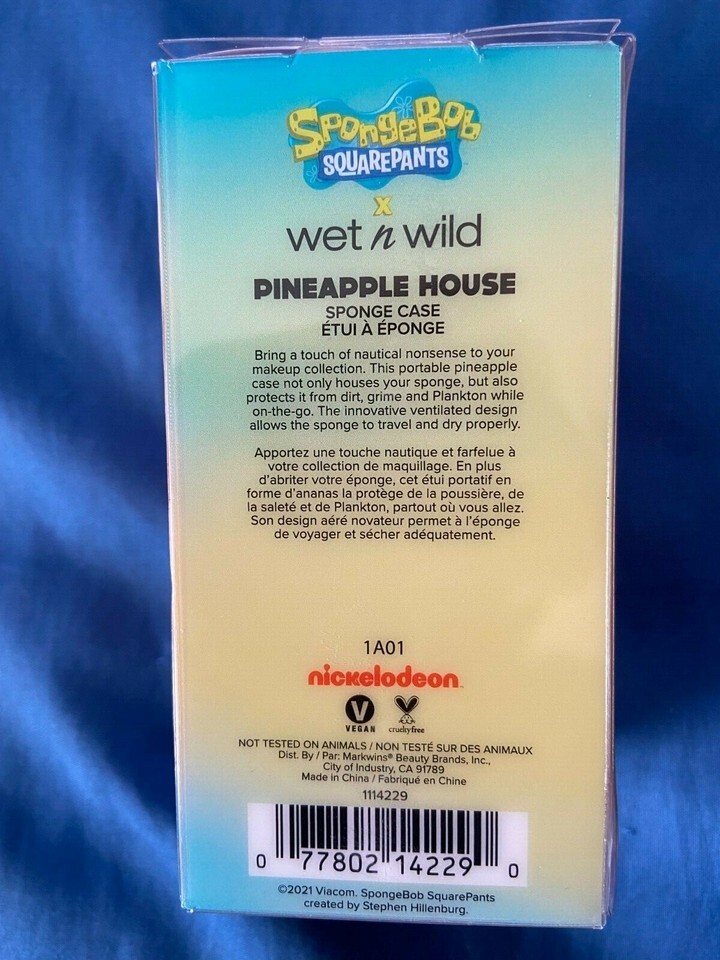 SPONGEBOB
SQUAREPANTS
X
wet n wild
PINEAPPLE HOUSE
SPONGE CASE
ÉTUI À ÉPONGE
Bring a touch of nautical nonsense to your
makeup collection. This portable pineapple
case not only houses your sponge, but also
protects it from dirt, grime and Plankton while
on-the-go. The innovative ventilated design
allows the sponge to travel and dry properly.
Apportez une touche nautique et farfelue à
votre collection de maquillage. En plus
d'abriter votre éponge, cet étui portatif en
forme d'ananas la protège de la poussière, de
la saleté et de Plankton, partout où vous allez.
Son design aéré novateur permet à l'éponge
de voyager et sécher adéquatement.
1A01
nickelodeon
VEGAN crueltyfree
NOT TESTED ON ANIMALS / NON TESTÉ SUR DES ANIMAUX
Dist. By / Par: Markwins® Beauty Brands, Inc.,
City of Industry, CA 91789
Made in China / Fabriqué en Chine
1114229
0 77802 14229 0
©2021 Viacom. SpongeBob SquarePants
created by Stephen Hillenburg.